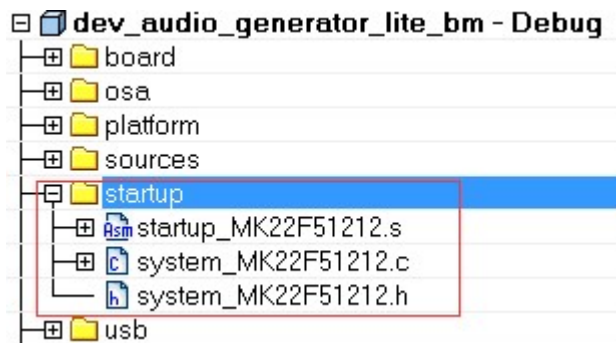 dev_audio_generator_lite_bm - Debug
board
osa
platform
sources
startup
Asm startup_MK22F51212.s
c system_MK22F51212.c
h system_MK22F51212.h
usb